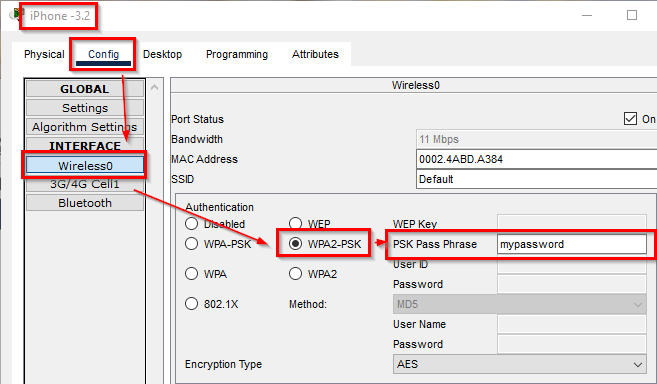 iPhone -3.2
Physical Config Desktop Programming Attributes
GLOBAL
Settings
Algorithm Settings
INTERFACE
Wireless0
3G/4G Cell1
Bluetooth
Wireless0
Port Status On
Bandwidth 11 Mbps
MAC Address 0002.4ABD.A384
SSID Default
Authentication
Disabled WEP WEP Key
WPA-PSK WPA2-PSK PSK Pass Phrase mypassword
User ID
WPA WPA2 Password
802.1X Method: MD5
User Name
Password
Encryption Type AES